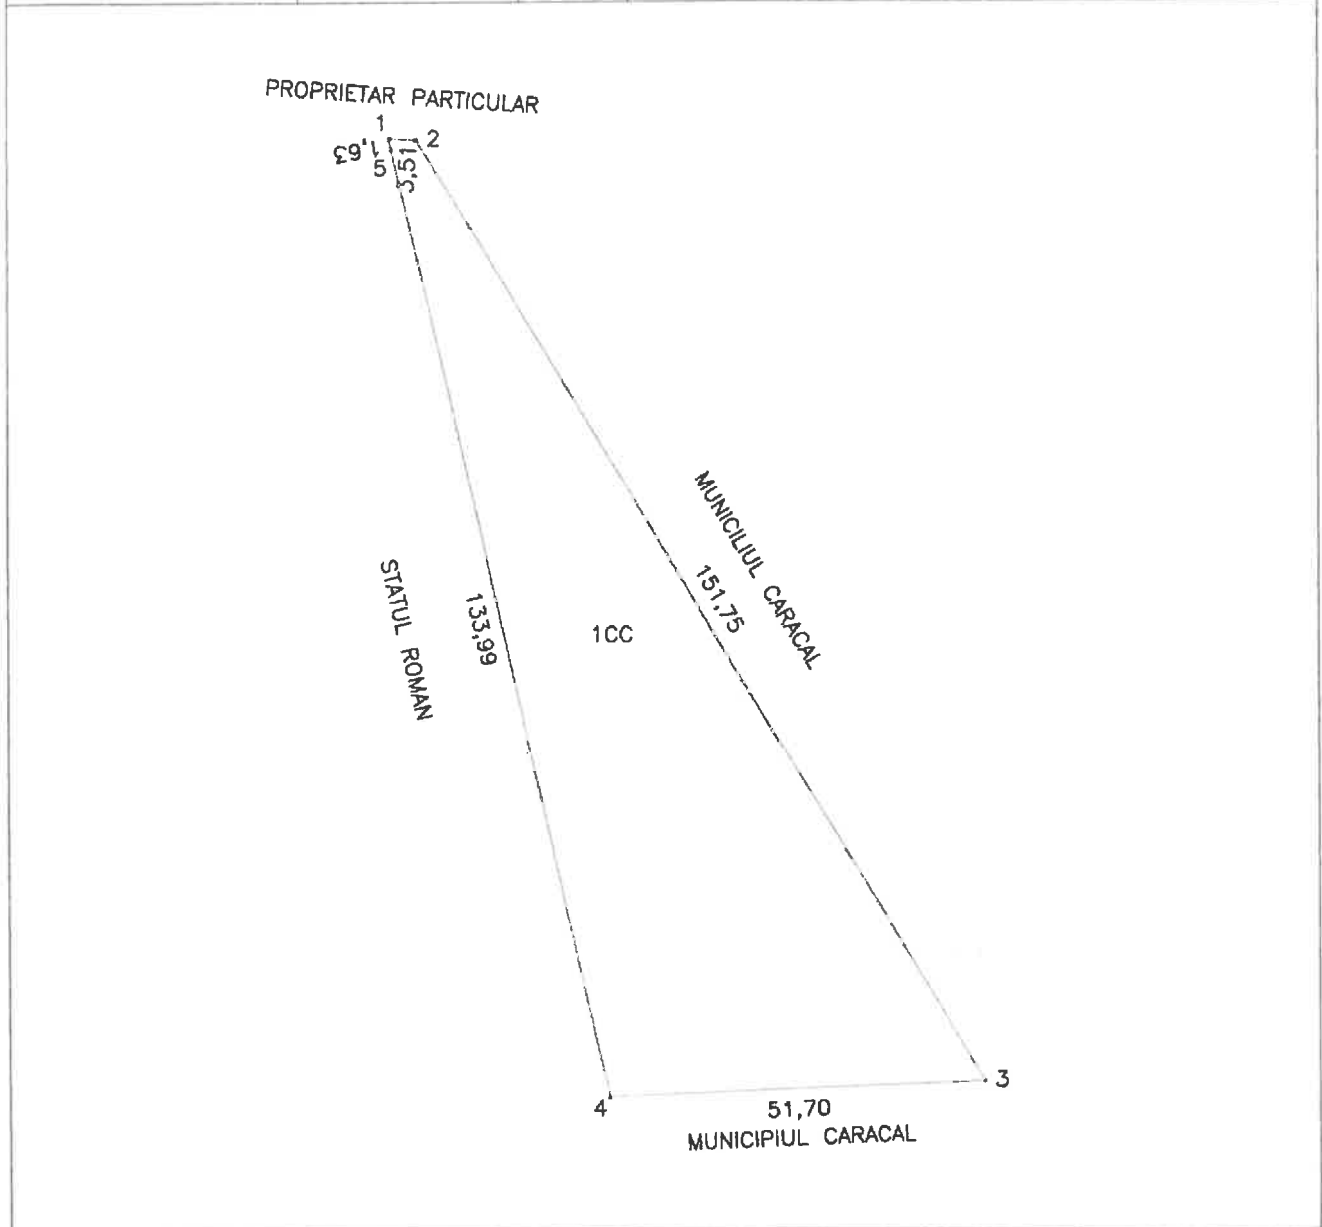 PROPRIETAR PARTICULAR
1
2
1,63
5
3,51
MUNICILIUL CARACAL
151,75
STATUL ROMAN
133,99
1CC
3
4
51,70
MUNICIPIUL CARACAL